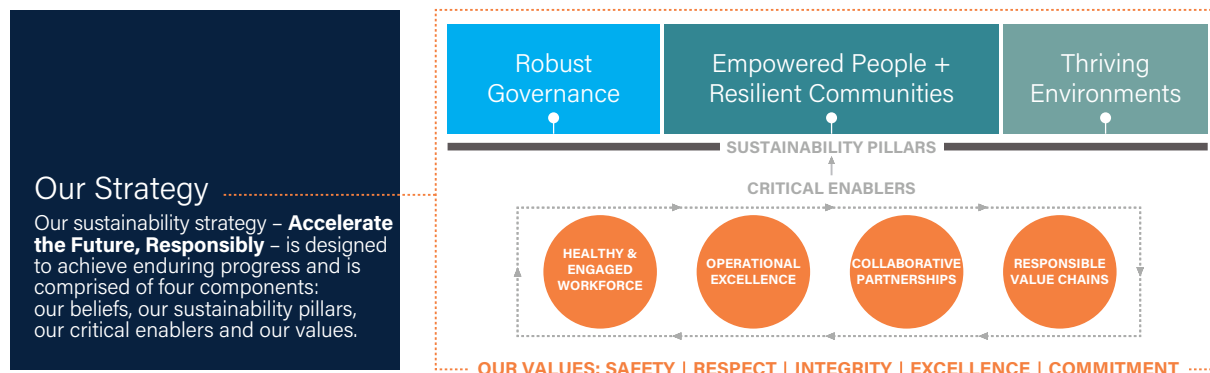 Our Strategy
Our sustainability strategy – Accelerate
the Future, Responsibly – is designed
to achieve enduring progress and is
comprised of four components:
our beliefs, our sustainability pillars,
our critical enablers and our values.
Robust
Governance
Empowered People +
Resilient Communities
Thriving
Environments
SUSTAINABILITY PILLARS
CRITICAL ENABLERS
HEALTHY &
ENGAGED
WORKFORCE
OPERATIONAL
EXCELLENCE
COLLABORATIVE
PARTNERSHIPS
RESPONSIBLE
VALUE CHAINS
OUR VALUES: SAFETY | RESPECT | INTEGRITY | EXCELLENCE | COMMITMENT